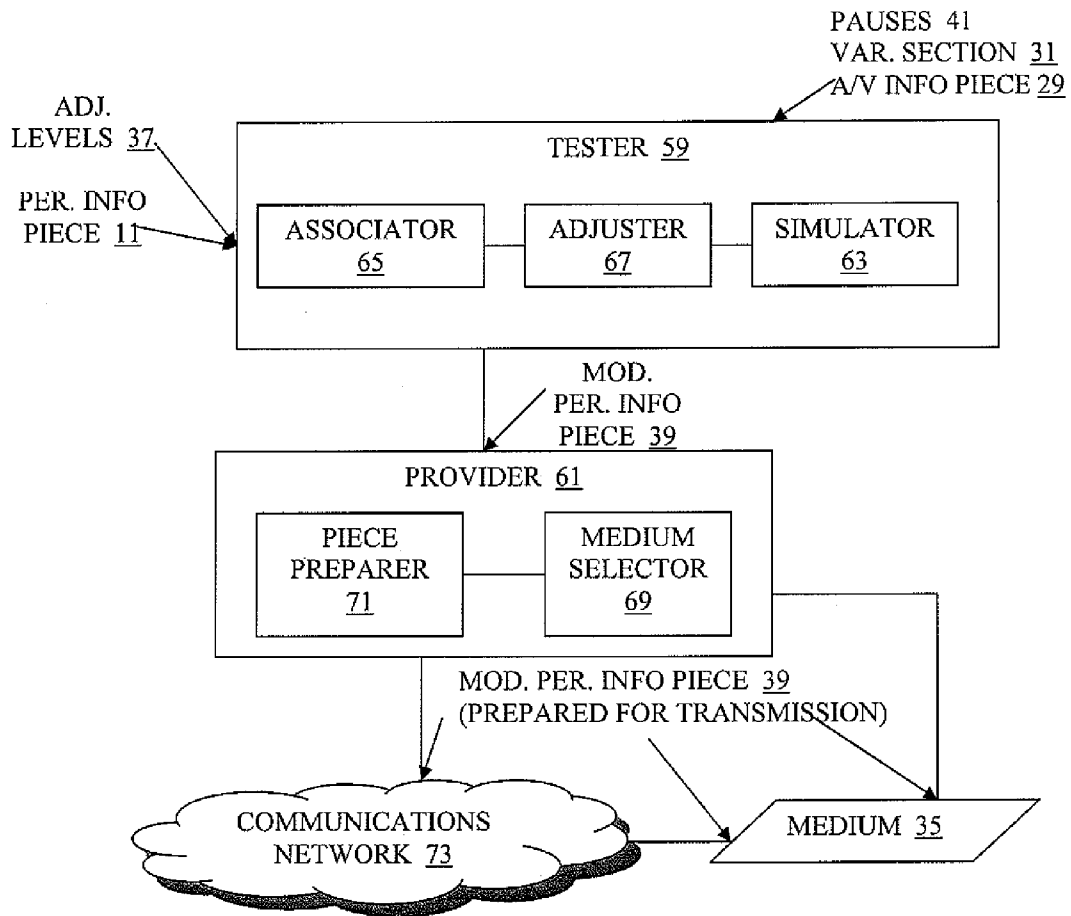 PAUSES 41
VAR. SECTION 31
A/V INFO PIECE 29
ADJ.
LEVELS 37
PER. INFO
PIECE 11
TESTER 59
ASSOCIATOR
65
ADJUSTER
67
SIMULATOR
63
MOD.
PER. INFO
PIECE 39
PROVIDER 61
PIECE
PREPARER
71
MEDIUM
SELECTOR
69
MOD. PER. INFO PIECE 39
(PREPARED FOR TRANSMISSION)
COMMUNICATIONS
NETWORK 73
MEDIUM 35